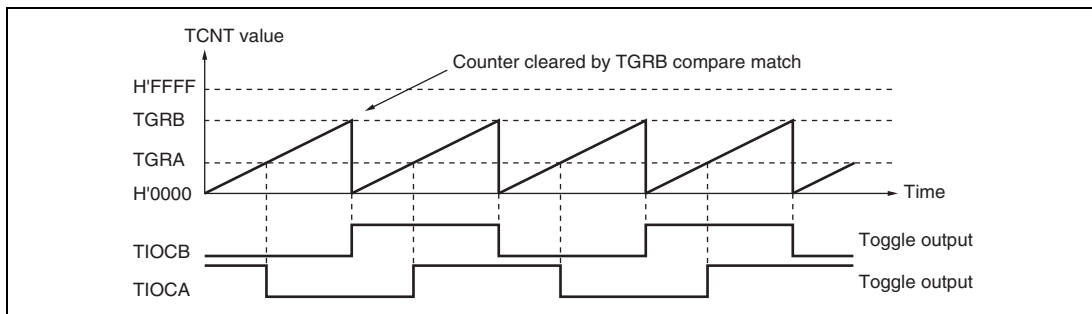 TCNT value
Counter cleared by TGRB compare match
H'FFFF
TGRB
TGRA
H'0000
Time
TIOCB
Toggle output
TIOCA
Toggle output